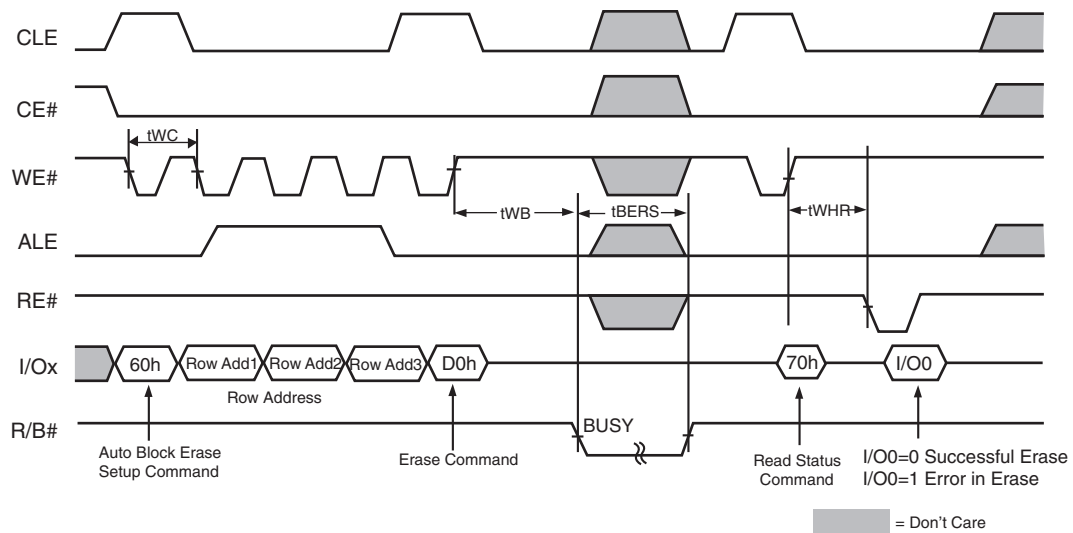 CLE
CE#
tWC
WE#
tWB
tBERS
tWHR
ALE
RE#
I/Ox
60h
Row Add1
Row Add2
Row Add3
D0h
70h
I/O0
Row Address
R/B#
BUSY
Auto Block Erase
Setup Command
Erase Command
Read Status
Command
I/O0=0 Successful Erase
I/O0=1 Error in Erase
= Don't Care